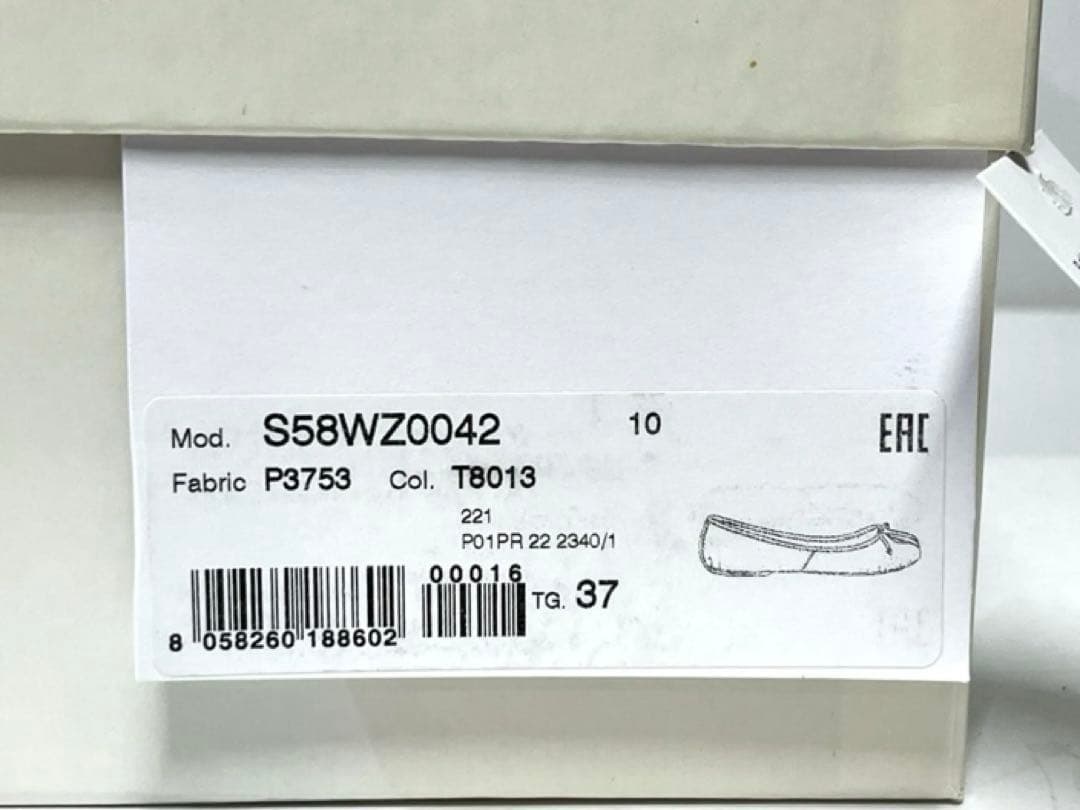 Mod. S58WZ0042 10 EAC
Fabric P3753 Col. T8013
221
P01PR 22 2340/1
00016
TG. 37
8 058260 188602